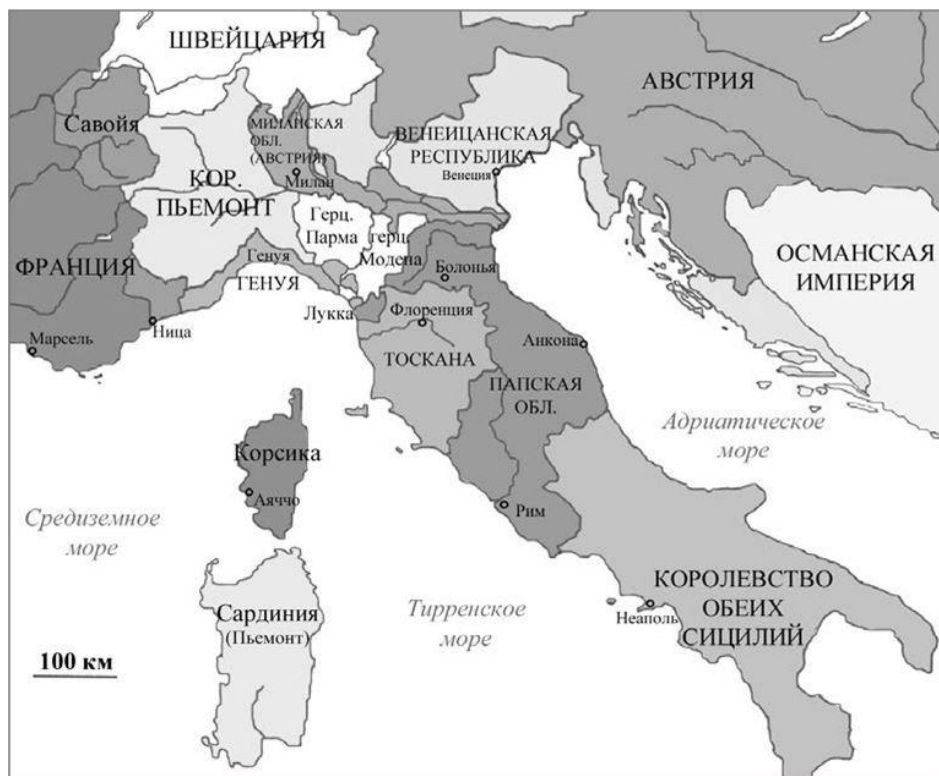 ШВЕЙЦАРИЯ
АВСТРИЯ
Савойя
МИЛАНСКАЯ
ОБЛ.
(АВСТРИЯ)
Милан
ВЕНЕИЦАНСКАЯ
РЕСПУБЛИКА
Венеция
КОР.
ПЬЕМОНТ
Герц.
Парма
герц.
Модена
ФРАНЦИЯ
Генуя
ГЕНУЯ
Болонья
ОСМАНСКАЯ
ИМПЕРИЯ
Лукка
Флоренция
Марсель
Ницца
ТОСКАНА
Анкона
ПАПСКАЯ
ОБЛ.
Адриатическое
море
Корсика
Аяччо
Рим
Средиземное
море
Сардиния
(Пьемонт)
Тирренское
море
Неаполь
КОРОЛЕВСТВО
ОБЕИХ
СИЦИЛИЙ
100 км